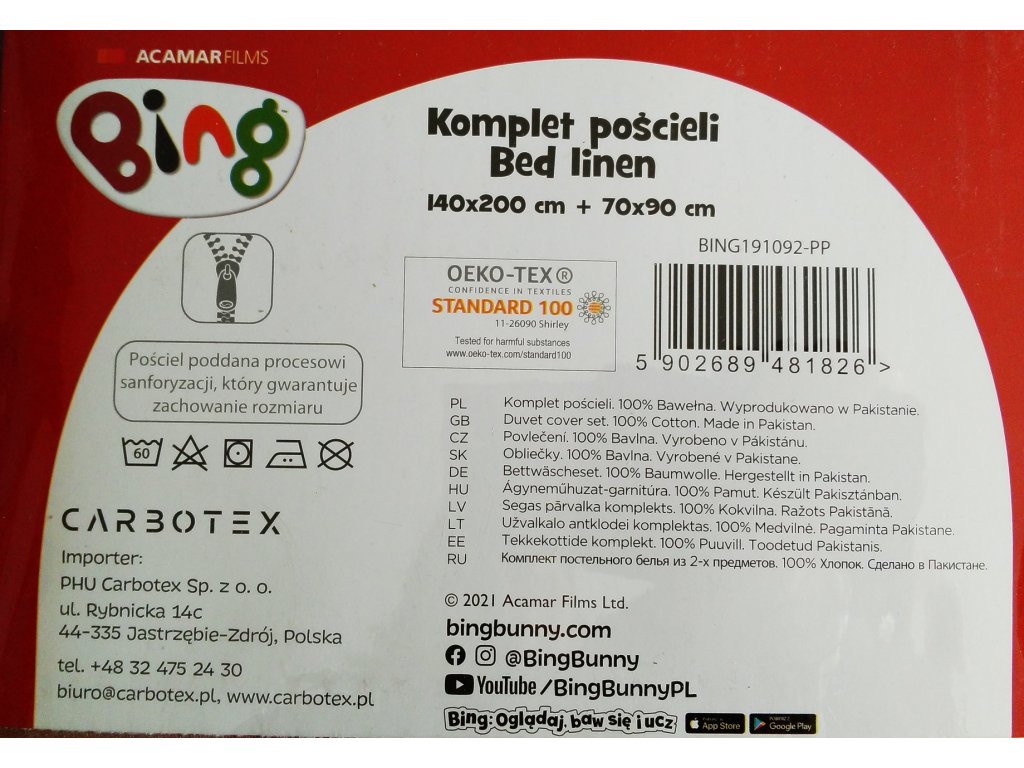 ACAMARFILMS
Bing
Komplet pościeli
Bed linen
140x200 cm + 70x90 cm
BING191092-PP
OEKO-TEX®
CONFIDENCE IN TEXTILES
STANDARD 100
11-26090 Shirley
Tested for harmful substances
www.oeko-tex.com/standard100
5 902689 481826 >
Pościel poddana procesowi
sanforyzacji, który gwarantuje
zachowanie rozmiaru
60
CARBOTEX
Importer:
PHU Carbotex Sp. z o. o.
ul. Rybnicka 14c
44-335 Jastrzębie-Zdrój, Polska
tel. +48 32 475 24 30
biuro@carbotex.pl, www.carbotex.pl
PL Komplet pościeli. 100% Bawełna. Wyprodukowano w Pakistanie.
GB Duvet cover set. 100% Cotton. Made in Pakistan.
CZ Povlečení. 100% Bavlna. Vyrobeno v Pákistánu.
SK Obliečky. 100% Bavlna. Vyrobené v Pakistane.
DE Bettwäscheset. 100% Baumwolle. Hergestellt in Pakistan.
HU Ágyneműhuzat-garnitúra. 100% Pamut. Készült Pakisztánban.
LV Segas pārvalka komplekts. 100% Kokvilna. Ražots Pakistānā.
LT Užvalkalo antklodei komplektas. 100% Medvilnė. Pagaminta Pakistane.
EE Tekkekottide komplekt. 100% Puuvill. Toodetud Pakistanis.
RU Комплект постельного белья из 2-х предметов. 100% Хлопок. Сделано в Пакистане.
© 2021 Acamar Films Ltd.
bingbunny.com
@BingBunny
YouTube/BingBunnyPL
Bing: Oglądaj, baw się i ucz
App Store
Google Play